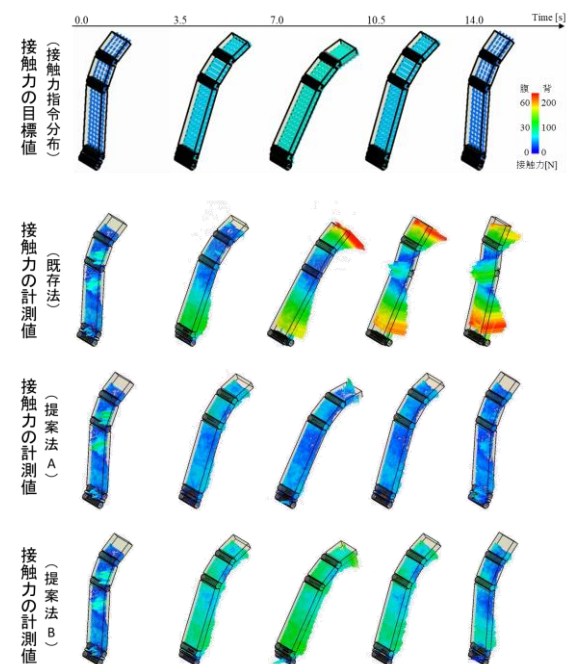 0.0 3.5 7.0 10.5 14.0 Time [s]
接触力の目標値
（接触力指令分布）
腹 背
60 200
30 100
0 0
接触力[N]
接触力の計測値
（既存法）
接触力の計測値
（提案法A）
接触力の計測値
（提案法B）